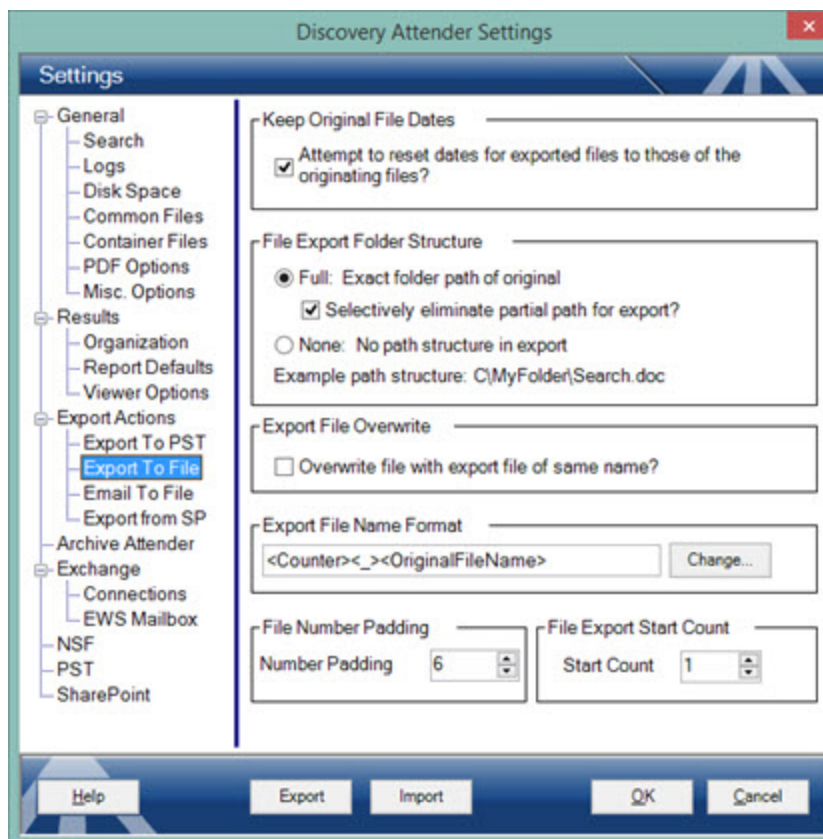 Discovery Attender Settings
Settings
General
Search
Logs
Disk Space
Common Files
Container Files
PDF Options
Misc. Options
Results
Organization
Report Defaults
Viewer Options
Export Actions
Export To PST
Export To File
Email To File
Export from SP
Archive Attender
Exchange
Connections
EWS Mailbox
NSF
PST
SharePoint
Keep Original File Dates
Attempt to reset dates for exported files to those of the
originating files?
File Export Folder Structure
Full: Exact folder path of original
Selectively eliminate partial path for export?
None: No path structure in export
Example path structure: C\MyFolder\Search.doc
Export File Overwrite
Overwrite file with export file of same name?
Export File Name Format
<Counter><_><OriginalFileName>
Change...
File Number Padding
Number Padding 6
File Export Start Count
Start Count 1
Help
Export
Import
OK
Cancel